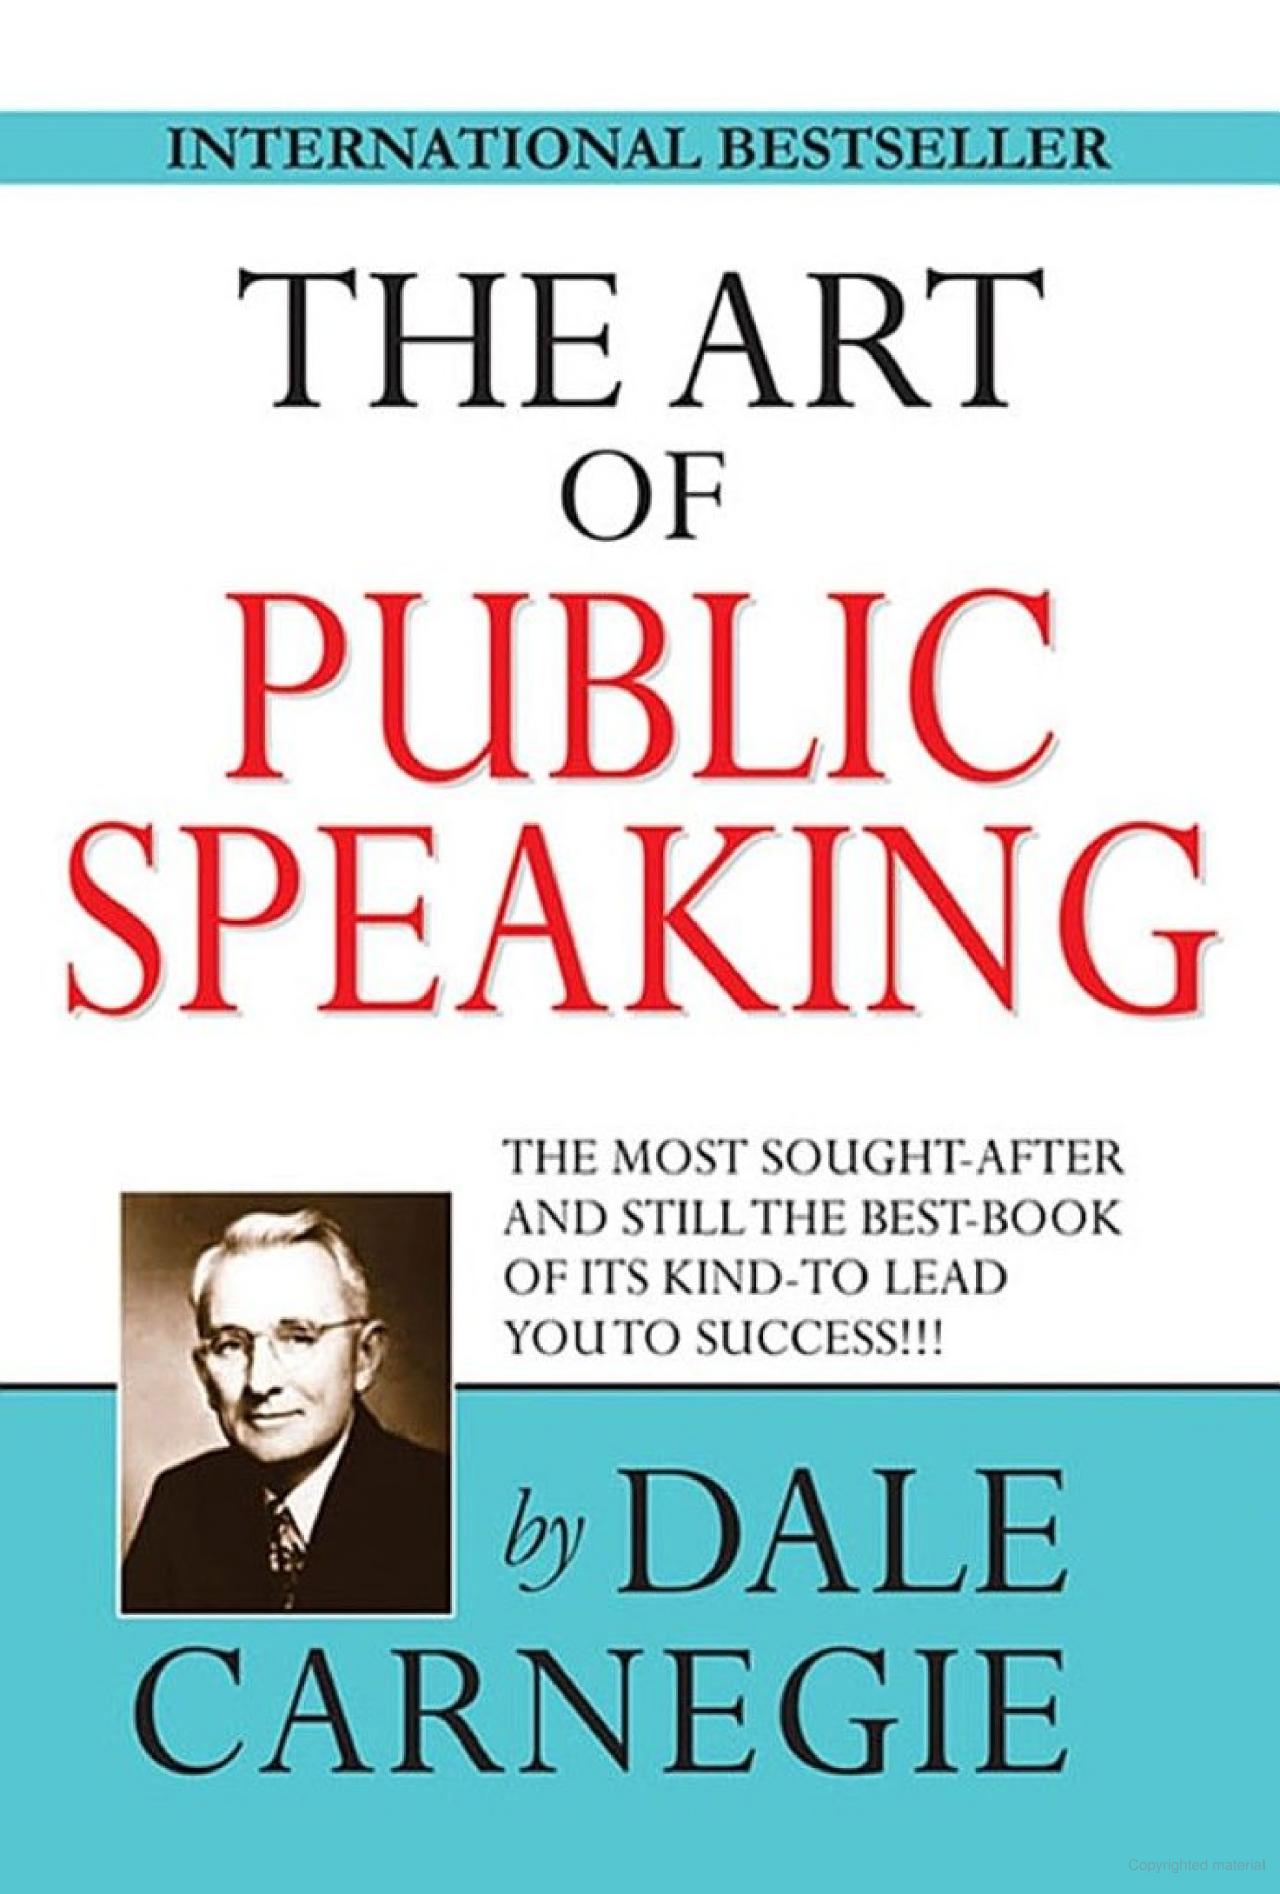 INTERNATIONAL BESTSELLER
THE ART
OF
PUBLIC
SPEAKING
THE MOST SOUGHT-AFTER
AND STILL THE BEST-BOOK
OF ITS KIND-TO LEAD
YOU TO SUCCESS!!!
by DALE
CARNEGIE
Copyrighted material